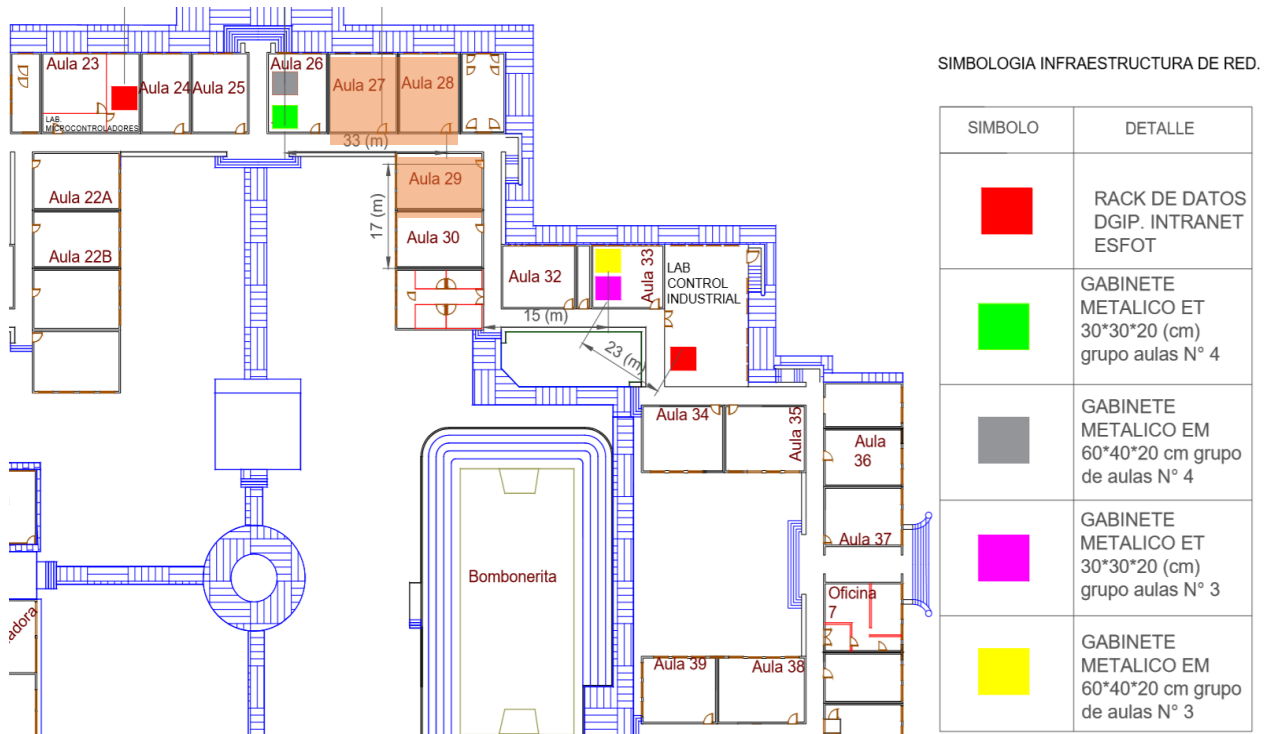 Aula 23
Aula 24
Aula 25
Aula 26
Aula 27
Aula 28
LAB.
MICROCONTROLADORES
33 (m)
Aula 22A
Aula 29
17 (m)
Aula 30
Aula 22B
Aula 32
Aula 33
LAB
CONTROL
INDUSTRIAL
15 (m)
23 (m)
Aula 34
Aula 35
Aula
36
Aula 37
Bombonerita
Oficina
7
Aula 39
Aula 38
SIMBOLOGIA INFRAESTRUCTURA DE RED.
SIMBOLO
DETALLE
RACK DE DATOS
DGIP. INTRANET
ESFOT
GABINETE
METALICO ET
30*30*20 (cm)
grupo aulas N° 4
GABINETE
METALICO EM
60*40*20 cm grupo
de aulas N° 4
GABINETE
METALICO ET
30*30*20 (cm)
grupo aulas N° 3
GABINETE
METALICO EM
60*40*20 cm grupo
de aulas N° 3